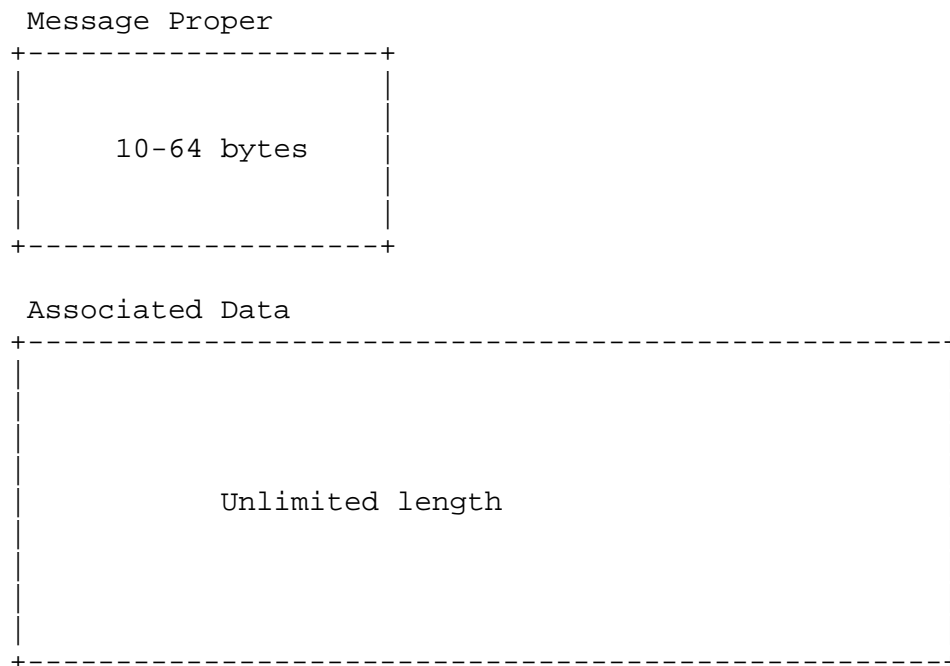 Message Proper
10-64 bytes
Associated Data
Unlimited length